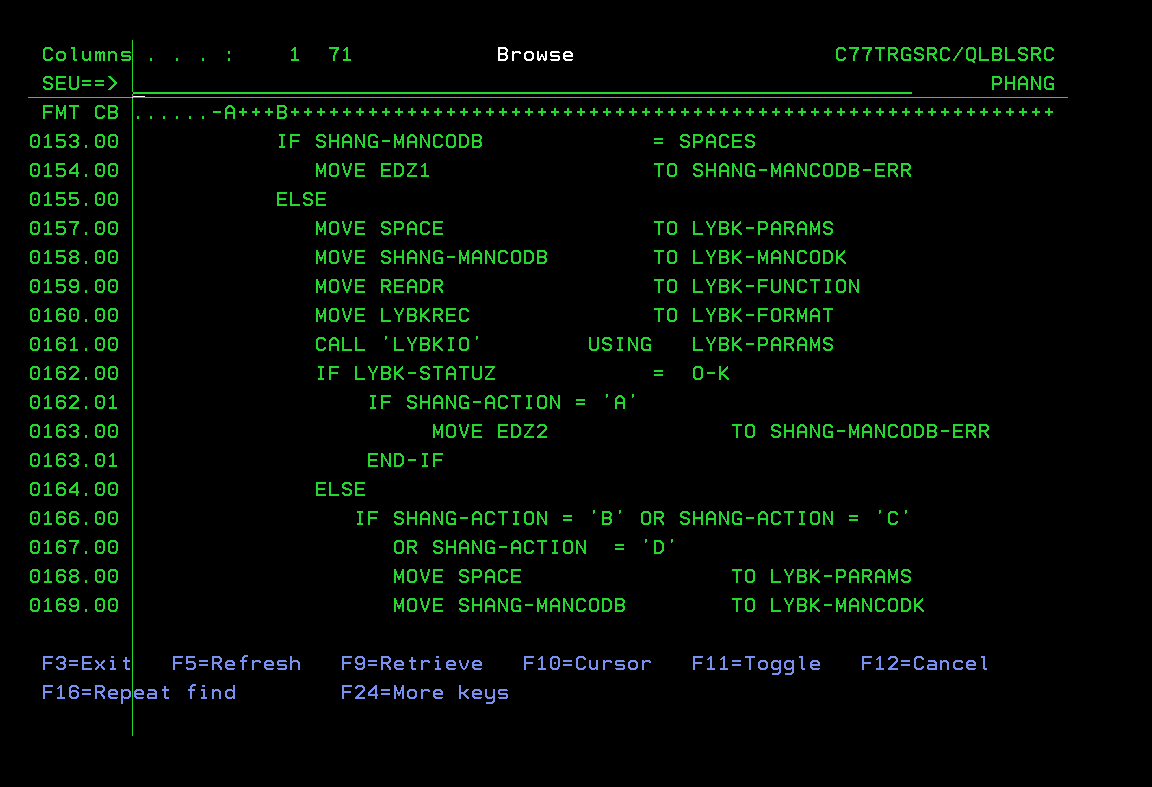 Columns . . . :    1  71           Browse                    C77TRGSRC/QLBLSRC
SEU==>                                                                   PHANG
FMT CB ......-A+++B+++++++++++++++++++++++++++++++++++++++++++++++++++++++++++
0153.00            IF SHANG-MANCODB             = SPACES
0154.00               MOVE EDZ1                 TO SHANG-MANCODB-ERR
0155.00            ELSE
0157.00               MOVE SPACE                TO LYBK-PARAMS
0158.00               MOVE SHANG-MANCODB        TO LYBK-MANCODK
0159.00               MOVE READR                TO LYBK-FUNCTION
0160.00               MOVE LYBKREC              TO LYBK-FORMAT
0161.00               CALL 'LYBKIO'        USING   LYBK-PARAMS
0162.00               IF LYBK-STATUZ            =  O-K
0162.01                   IF SHANG-ACTION = 'A'
0163.00                        MOVE EDZ2              TO SHANG-MANCODB-ERR
0163.01                   END-IF
0164.00               ELSE
0166.00                  IF SHANG-ACTION = 'B' OR SHANG-ACTION = 'C'
0167.00                     OR SHANG-ACTION  = 'D'
0168.00                     MOVE SPACE                TO LYBK-PARAMS
0169.00                     MOVE SHANG-MANCODB        TO LYBK-MANCODK
F3=Exit   F5=Refresh   F9=Retrieve   F10=Cursor   F11=Toggle   F12=Cancel
F16=Repeat find        F24=More keys